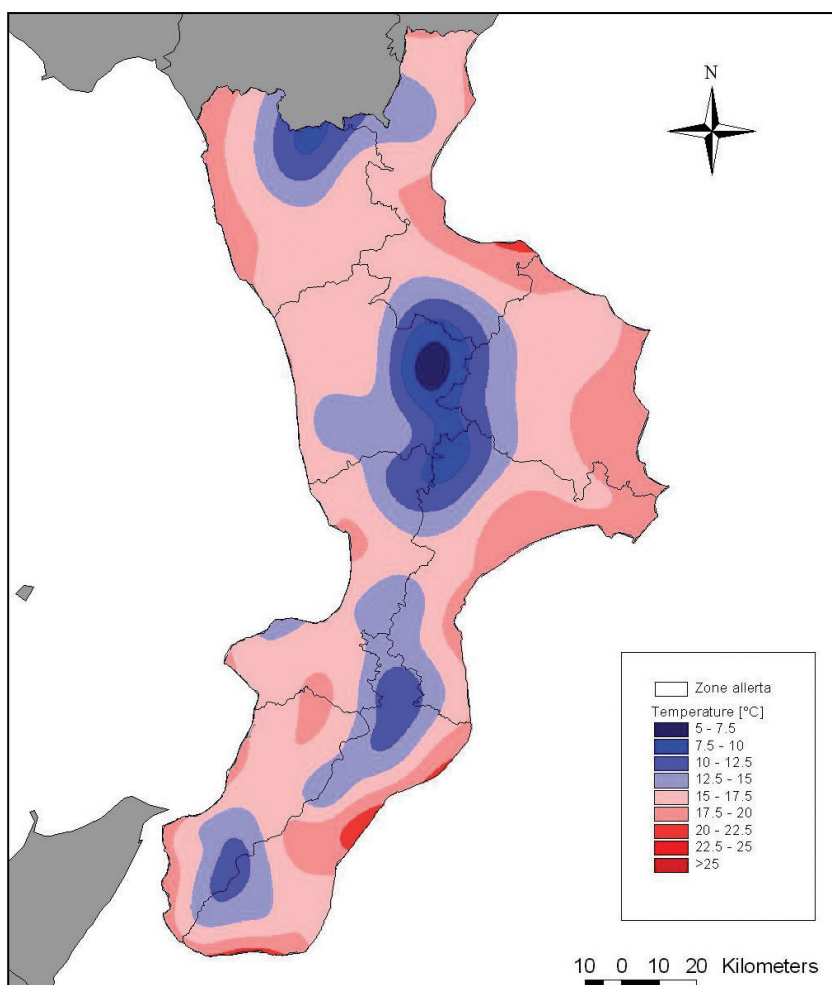 N
Zone allerta
Temperature [°C]
5 - 7.5
7.5 - 10
10 - 12.5
12.5 - 15
15 - 17.5
17.5 - 20
20 - 22.5
22.5 - 25
>25
10 0 10 20 Kilometers